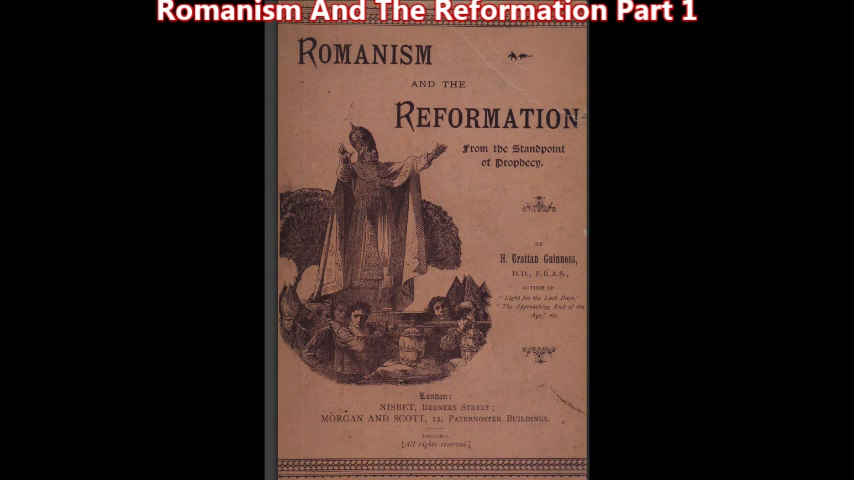 Romanism And The Reformation Part 1
ROMANISM
AND THE
REFORMATION
From the Standpoint
of Prophecy.
BY
H. Grattan Guinness,
D.D., F.R.A.S.,
AUTHOR OF
"Light for the Last Days,"
"The Approaching End of the
Age," etc.
London:
NISBET, BERNERS STREET;
MORGAN AND SCOTT, 12, PATERNOSTER BUILDINGS.
[All rights reserved.]